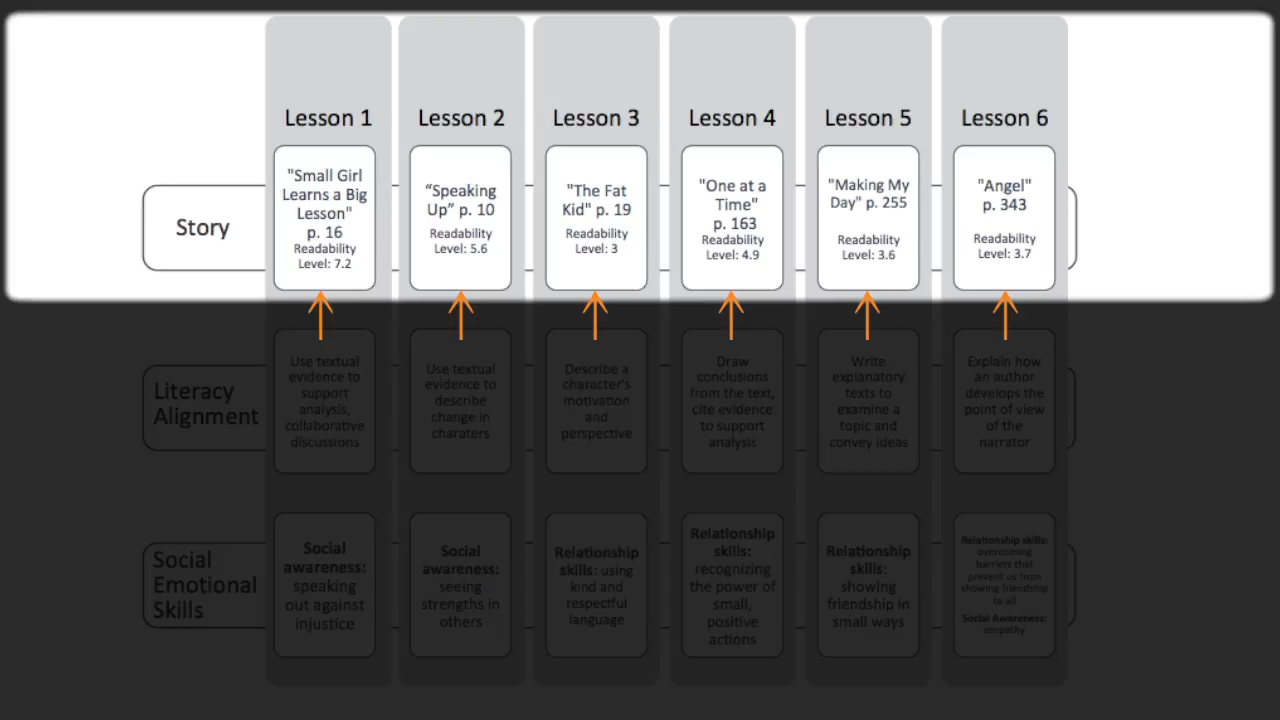 Lesson 1
Lesson 2
Lesson 3
Lesson 4
Lesson 5
Lesson 6
Story
"Small Girl
Learns a Big
Lesson"
p. 16
Readability
Level: 7.2
“Speaking
Up” p. 10
Readability
Level: 5.6
"The Fat
Kid" p. 19
Readability
Level: 3
"One at a
Time"
p. 163
Readability
Level: 4.9
"Making My
Day" p. 255
Readability
Level: 3.6
"Angel"
p. 343
Readability
Level: 3.7
Literacy
Alignment
Use textual
evidence to
support
analysis,
collaborative
discussions
Use textual
evidence to
describe
change in
charaters
Describe a
character's
motivation
and
perspective
Draw
conclusions
from the text,
cite evidence
to support
analysis
Write
explanatory
texts to
examine a
topic and
convey ideas
Explain how
an author
develops the
point of view
of the
narrator
Social
Emotional
Skills
Social
awareness:
speaking
out against
injustice
Social
awareness:
seeing
strengths in
others
Relationship
skills: using
kind and
respectful
language
Relationship
skills:
recognizing
the power of
small,
positive
actions
Relationship
skills:
showing
friendship in
small ways
Relationship skills:
overcoming
barriers that
prevent us from
showing friendship
to all
Social Awareness:
empathy